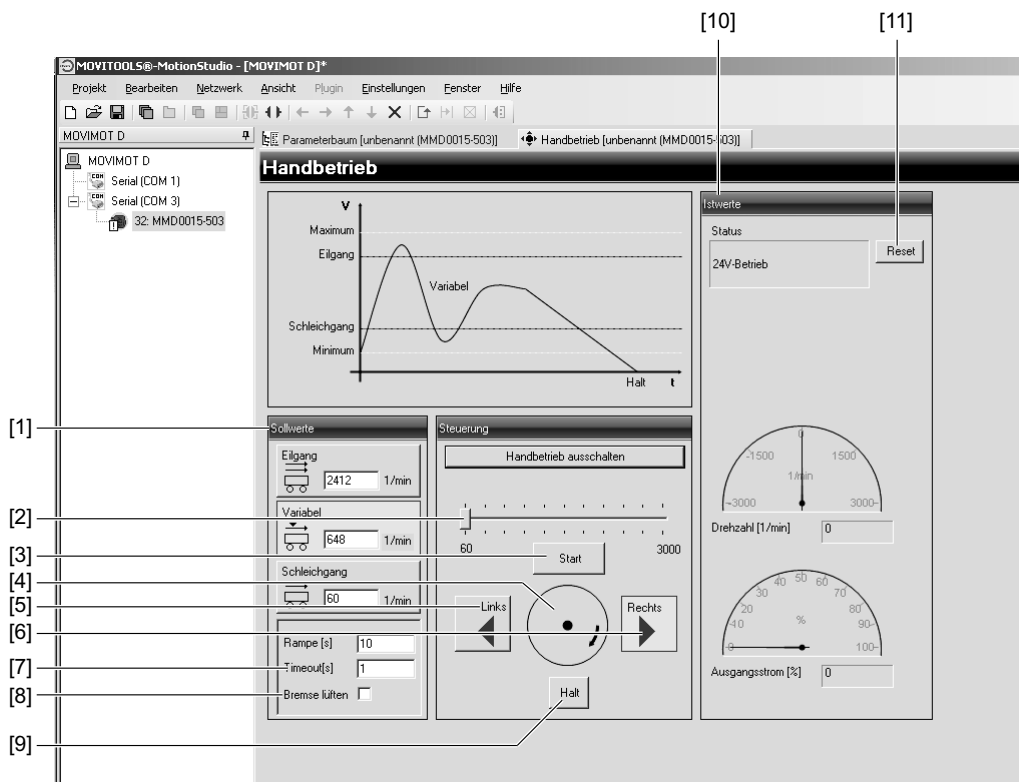 [10] [11]
MOVITOOLS®-MotionStudio - [MOVIMOT D]*
Projekt Bearbeiten Netzwerk Ansicht Plugin Einstellungen Fenster Hilfe
MOVIMOT D
Parameterbaum [unbenannt (MMD0015-503)] Handbetrieb [unbenannt (MMD0015-503)]
MOVIMOT D
Serial (COM 1)
Serial (COM 3)
32: MMD0015-503
Handbetrieb
V
Maximum
Eilgang
Variabel
Schleichgang
Minimum
Halt t
Istwerte
Status
24V-Betrieb
Reset
[1]
Sollwerte
Eilgang
2412 1/min
Variabel
648 1/min
Schleichgang
60 1/min
Rampe [s] 10
Timeout[s] 1
Bremse lüften
Steuerung
Handbetrieb ausschalten
60 3000
Start
Links
Rechts
Halt
[2]
[3]
[4]
[5]
[6]
[7]
[8]
[9]
0
-1500 1500
1/min
-3000 3000
Drehzahl [1/min] 0
0 10 20 30 40 50 60 70 80 90 100
%
Ausgangsstrom [%] 0